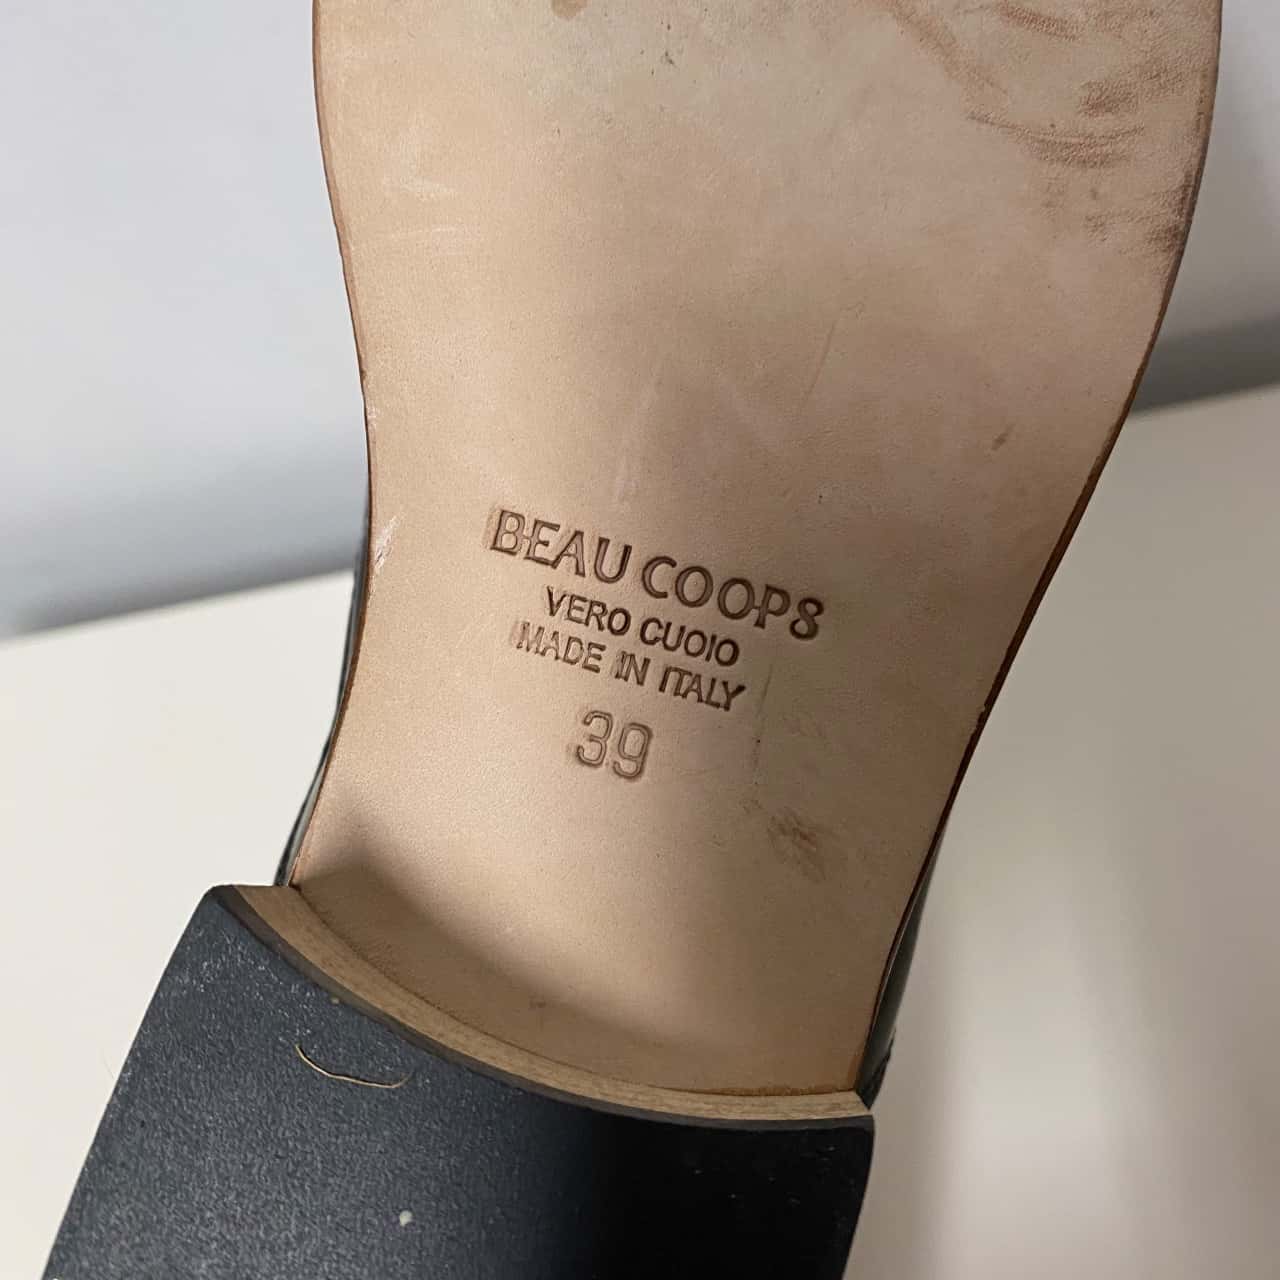 BEAU COOPS
VERO CUOIO
MADE IN ITALY
39